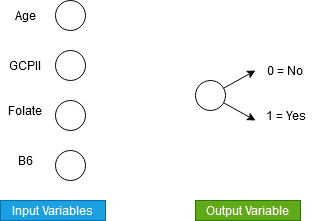 Age
GCPII
Folate
B6
0 = No
1 = Yes
Input Variables
Output Variable